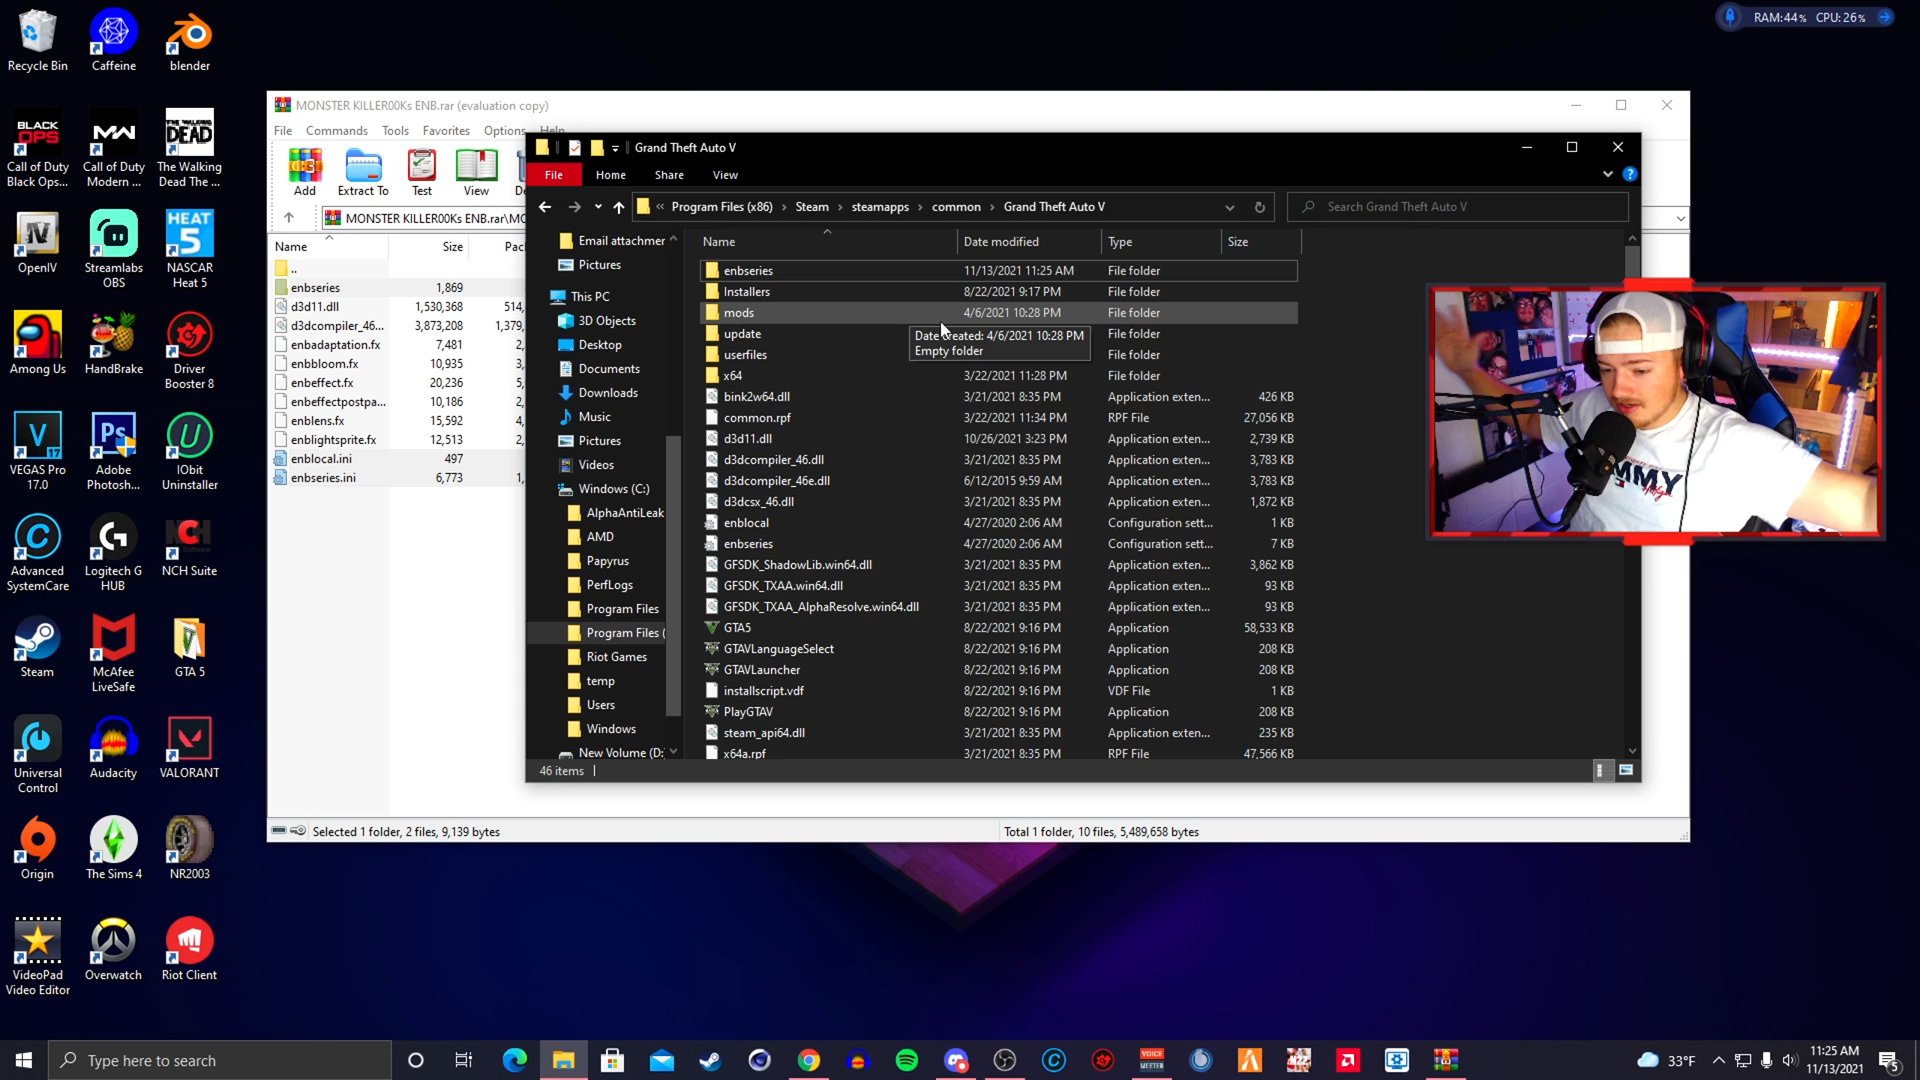 RAM:44% CPU:26%
Recycle Bin
Caffeine
blender
Call of Duty Black Ops...
Call of Duty Modern ...
The Walking Dead The ...
OpenIV
Streamlabs OBS
NASCAR Heat 5
Among Us
HandBrake
Driver Booster 8
VEGAS Pro 17.0
Adobe Photosh...
IObit Uninstaller
Advanced SystemCare
Logitech G HUB
NCH Suite
Steam
McAfee LiveSafe
GTA 5
Universal Control
Audacity
VALORANT
Origin
The Sims 4
NR2003
VideoPad Video Editor
Overwatch
Riot Client
MONSTER KILLER00Ks ENB.rar (evaluation copy)
File Commands Tools Favorites Options Help
Add Extract To Test View
MONSTER KILLER00Ks ENB.rar\MO
Name Size Pac
..
enbseries 1,869
d3d11.dll 1,530,368 514,
d3dcompiler_46... 3,873,208 1,379,
enbadaptation.fx 7,481 2,
enbbloom.fx 10,935 3,
enbeffect.fx 20,236 5,
enbeffectpostpa... 10,186 2,
enblens.fx 15,592 4,
enblightsprite.fx 12,513 2,
enblocal.ini 497
enbseries.ini 6,773 1,
Selected 1 folder, 2 files, 9,139 bytes
Total 1 folder, 10 files, 5,489,658 bytes
Grand Theft Auto V
File Home Share View
« Program Files (x86) › Steam › steamapps › common › Grand Theft Auto V
Search Grand Theft Auto V
Email attachmer
Pictures
This PC
3D Objects
Desktop
Documents
Downloads
Music
Pictures
Videos
Windows (C:)
AlphaAntiLeak
AMD
Papyrus
PerfLogs
Program Files
Program Files (
Riot Games
temp
Users
Windows
New Volume (D:
Name Date modified Type Size
enbseries 11/13/2021 11:25 AM File folder
Installers 8/22/2021 9:17 PM File folder
mods 4/6/2021 10:28 PM File folder
update File folder
userfiles File folder
x64 3/22/2021 11:28 PM File folder
bink2w64.dll 3/21/2021 8:35 PM Application exten... 426 KB
common.rpf 3/22/2021 11:34 PM RPF File 27,056 KB
d3d11.dll 10/26/2021 3:23 PM Application exten... 2,739 KB
d3dcompiler_46.dll 3/21/2021 8:35 PM Application exten... 3,783 KB
d3dcompiler_46e.dll 6/12/2015 9:59 AM Application exten... 3,783 KB
d3dcsx_46.dll 3/21/2021 8:35 PM Application exten... 1,872 KB
enblocal 4/27/2020 2:06 AM Configuration sett... 1 KB
enbseries 4/27/2020 2:06 AM Configuration sett... 7 KB
GFSDK_ShadowLib.win64.dll 3/21/2021 8:35 PM Application exten... 3,862 KB
GFSDK_TXAA.win64.dll 3/21/2021 8:35 PM Application exten... 93 KB
GFSDK_TXAA_AlphaResolve.win64.dll 3/21/2021 8:35 PM Application exten... 93 KB
GTA5 8/22/2021 9:16 PM Application 58,533 KB
GTAVLanguageSelect 8/22/2021 9:16 PM Application 208 KB
GTAVLauncher 8/22/2021 9:16 PM Application 208 KB
installscript.vdf 8/22/2021 9:16 PM VDF File 1 KB
PlayGTAV 8/22/2021 9:16 PM Application 208 KB
steam_api64.dll 3/21/2021 8:35 PM Application exten... 235 KB
x64a.rpf 3/21/2021 8:35 PM RPF File 47,566 KB
Date created: 4/6/2021 10:28 PM
Empty folder
46 items
Type here to search
33°F
11:25 AM
11/13/2021
5